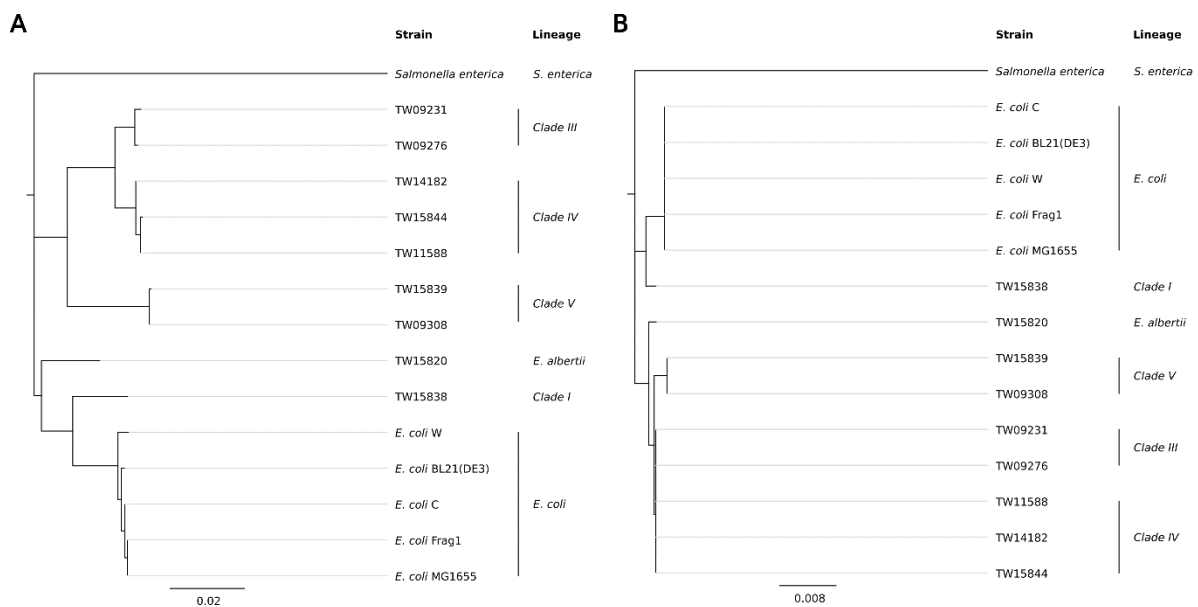 A
Strain Lineage
Salmonella enterica S. enterica
TW09231
Clade III
TW09276
TW14182
TW15844 Clade IV
TW11588
TW15839
Clade V
TW09308
TW15820 E. albertii
TW15838 Clade I
E. coli W
E. coli BL21(DE3)
E. coli C E. coli
E. coli Frag1
E. coli MG1655
0.02
B
Strain Lineage
Salmonella enterica S. enterica
E. coli C
E. coli BL21(DE3)
E. coli W E. coli
E. coli Frag1
E. coli MG1655
TW15838 Clade I
TW15820 E. albertii
TW15839
Clade V
TW09308
TW09231
Clade III
TW09276
TW11588
TW14182 Clade IV
TW15844
0.008